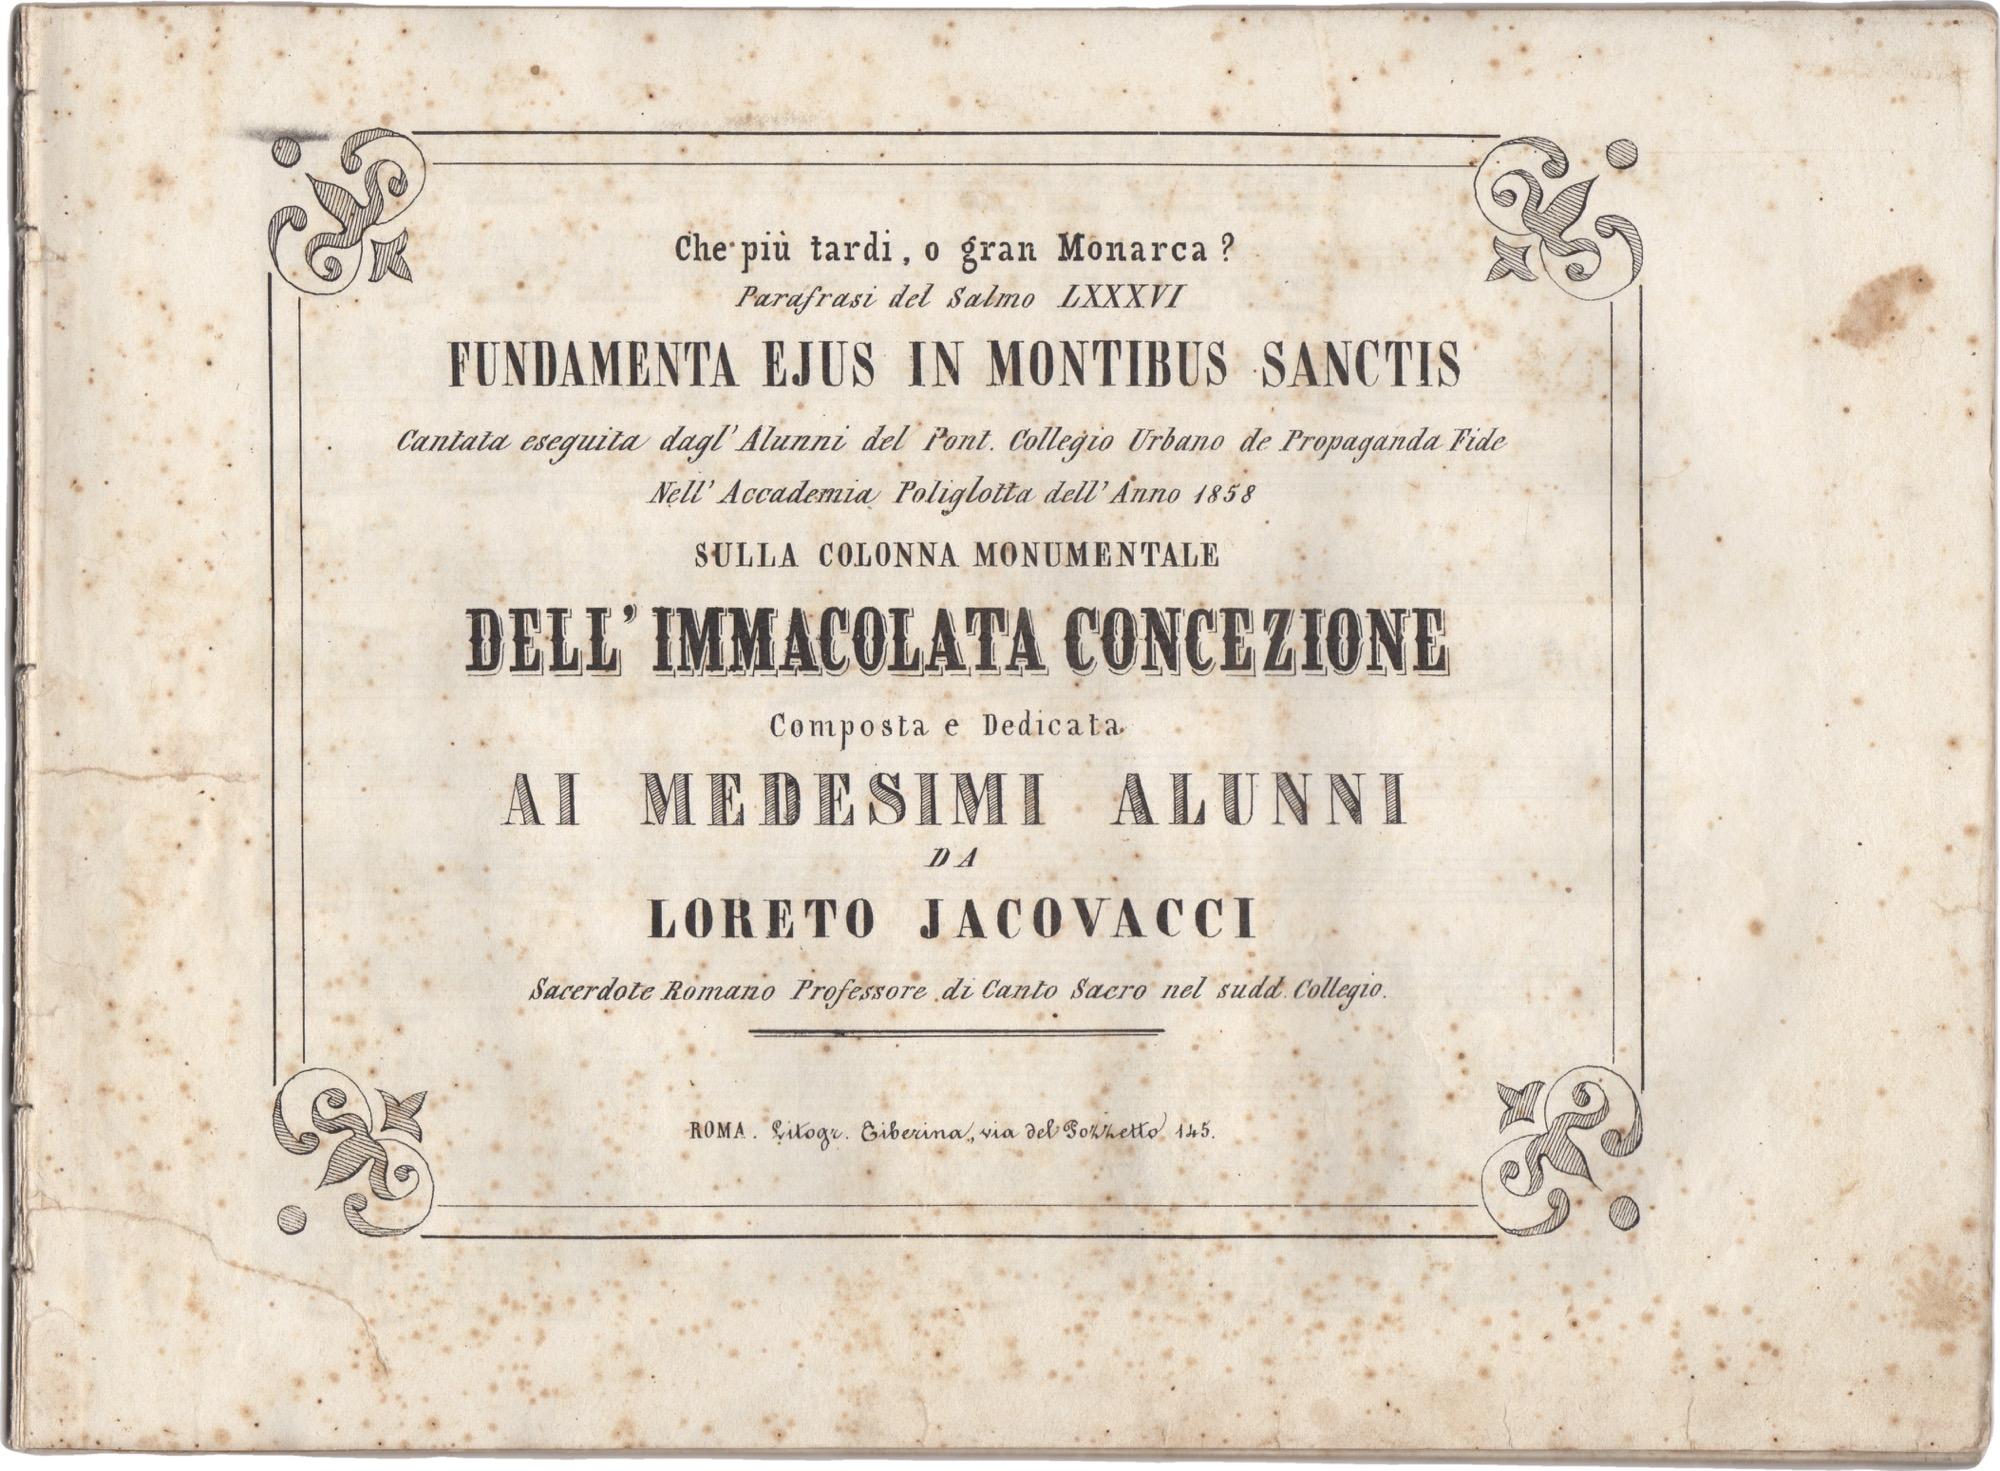 Che più tardi, o gran Monarca?
Parafrasi del Salmo LXXXVI
FUNDAMENTA EJUS IN MONTIBUS SANCTIS
Cantata eseguita dagl' Alunni del Pont. Collegio Urbano de Propaganda Fide
Nell' Accademia Poliglotta dell' Anno 1858
SULLA COLONNA MONUMENTALE
DELL' IMMACOLATA CONCEZIONE
Composta e Dedicata
AI MEDESIMI ALUNNI
DA
LORETO JACOVACCI
Sacerdote Romano Professore di Canto Sacro nel sudd. Collegio.
ROMA. Litogr. Tiberina, via del Pozzetto 145.